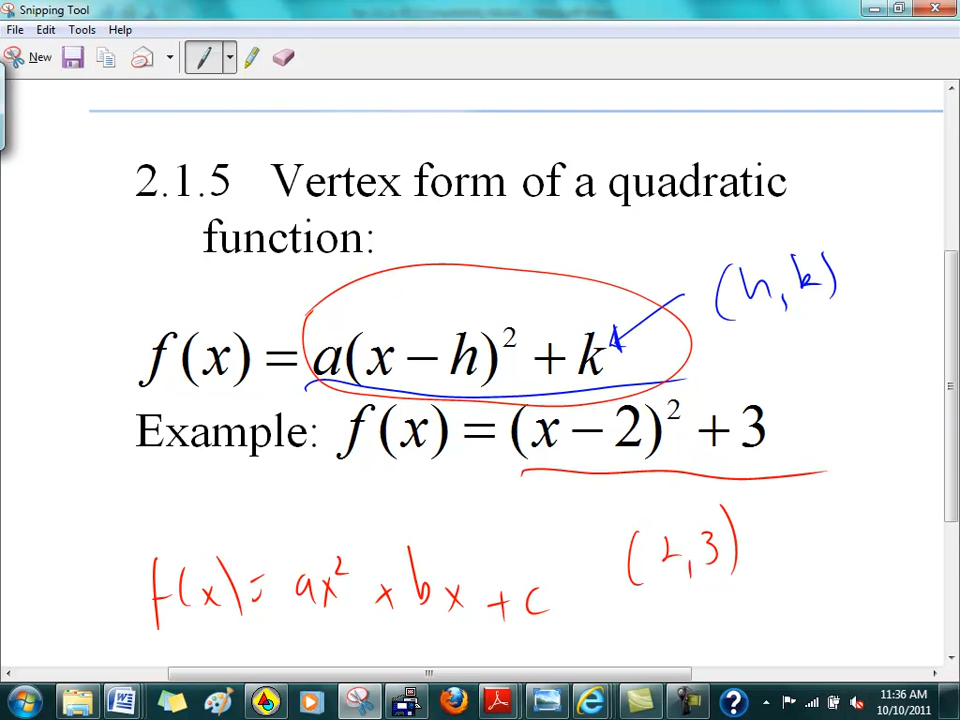 Snipping Tool
File Edit Tools Help
New
2.1.5 Vertex form of a quadratic
function:
(h, k)
f(x) = a(x − h)² + k
Example: f(x) = (x − 2)² + 3
(2, 3)
f(x) = ax² x bx + c
11:36 AM
10/10/2011